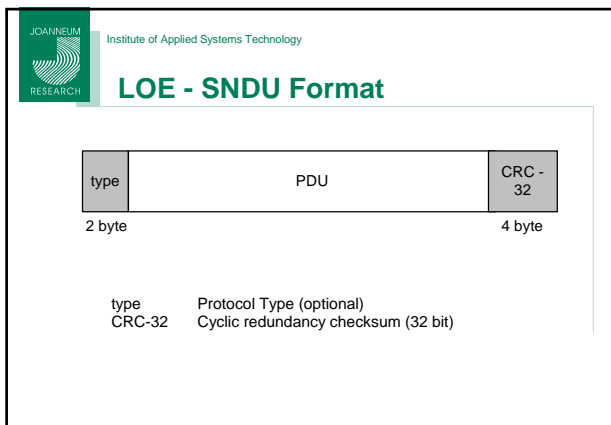 JOANNEUM
RESEARCH
Institute of Applied Systems Technology
LOE - SNDU Format
type PDU CRC -
32
2 byte 4 byte
type Protocol Type (optional)
CRC-32 Cyclic redundancy checksum (32 bit)